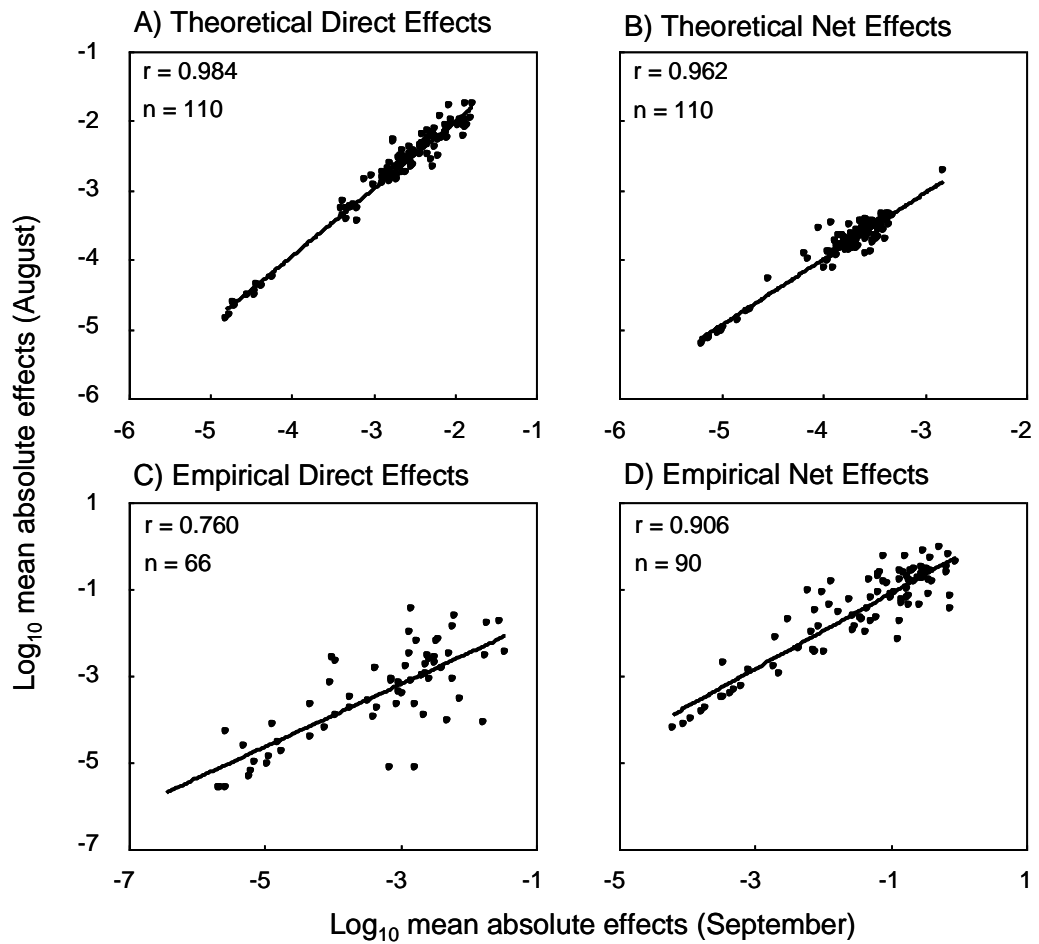 A) Theoretical Direct Effects
B) Theoretical Net Effects
r = 0.984
n = 110
r = 0.962
n = 110
-1
-2
-3
-4
-5
-6
-6 -5 -4 -3 -2 -1
-6 -5 -4 -3 -2
C) Empirical Direct Effects
D) Empirical Net Effects
r = 0.760
n = 66
r = 0.906
n = 90
1
-1
-3
-5
-7
-7 -5 -3 -1
-5 -3 -1 1
Log10 mean absolute effects (August)
Log10 mean absolute effects (September)